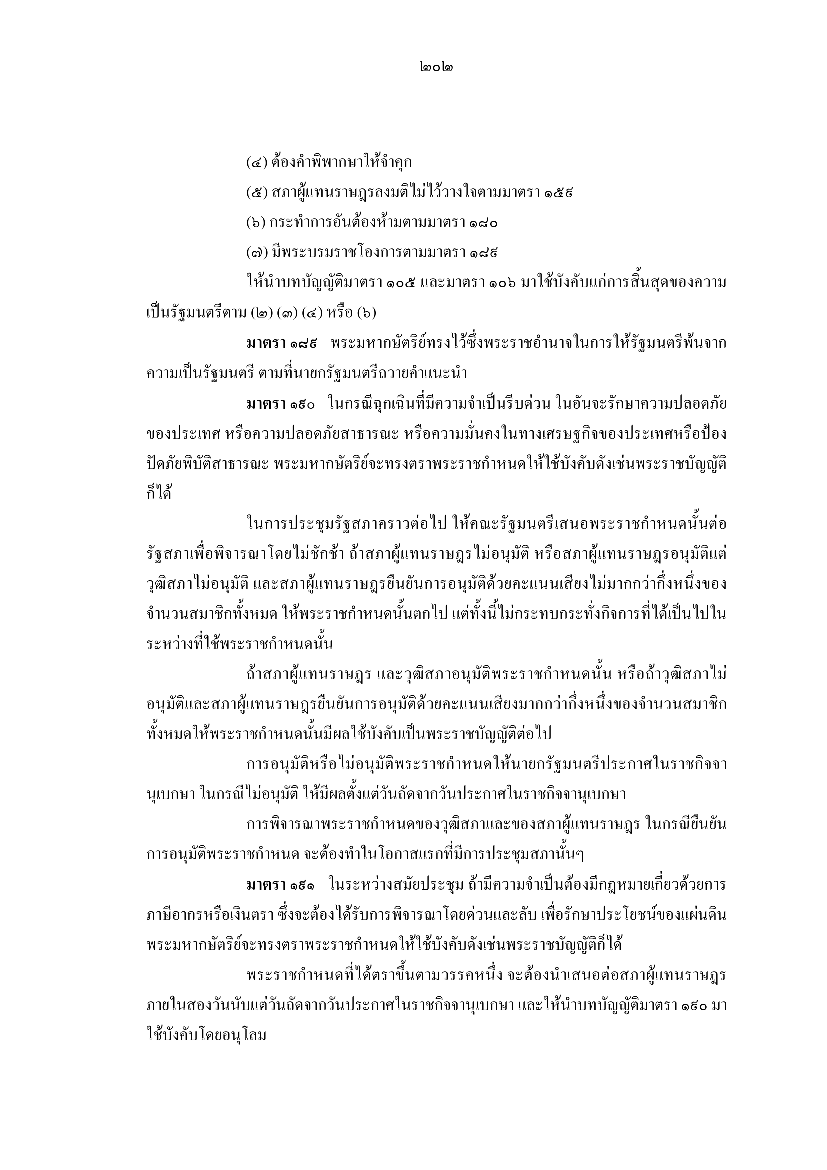 ๒๐๒
(๔) ต้องคำพิพากษาให้จำคุก
(๕) สภาผู้แทนราษฎรลงมติไม่ไว้วางใจตามมาตรา ๑๕๙
(๖) กระทำการอันต้องห้ามตามมาตรา ๑๘๐
(๗) มีพระบรมราชโองการตามมาตรา ๑๘๙
ให้นำบทบัญญัติมาตรา ๑๐๕ และมาตรา ๑๐๖ มาใช้บังคับแก่การสิ้นสุดของความ
เป็นรัฐมนตรีตาม (๒) (๓) (๔) หรือ (๖)
มาตรา ๑๘๙ พระมหากษัตริย์ทรงไว้ซึ่งพระราชอำนาจในการให้รัฐมนตรีพ้นจาก
ความเป็นรัฐมนตรี ตามที่นายกรัฐมนตรีถวายคำแนะนำ
มาตรา ๑๙๐ ในกรณีฉุกเฉินที่มีความจำเป็นรีบด่วน ในอันจะรักษาความปลอดภัย
ของประเทศ หรือความปลอดภัยสาธารณะ หรือความมั่นคงในทางเศรษฐกิจของประเทศหรือป้อง
ปัดภัยพิบัติสาธารณะ พระมหากษัตริย์จะทรงตราพระราชกำหนดให้ใช้บังคับดังเช่นพระราชบัญญัติ
ก็ได้
ในการประชุมรัฐสภาคราวต่อไป ให้คณะรัฐมนตรีเสนอพระราชกำหนดนั้นต่อ
รัฐสภาเพื่อพิจารณาโดยไม่ชักช้า ถ้าสภาผู้แทนราษฎรไม่อนุมัติ หรือสภาผู้แทนราษฎรอนุมัติแต่
วุฒิสภาไม่อนุมัติ และสภาผู้แทนราษฎรยืนยันการอนุมัติด้วยคะแนนเสียงไม่มากกว่ากึ่งหนึ่งของ
จำนวนสมาชิกทั้งหมด ให้พระราชกำหนดนั้นตกไป แต่ทั้งนี้ไม่กระทบกระทั่งกิจการที่ได้เป็นไปใน
ระหว่างที่ใช้พระราชกำหนดนั้น
ถ้าสภาผู้แทนราษฎร และวุฒิสภาอนุมัติพระราชกำหนดนั้น หรือถ้าวุฒิสภาไม่
อนุมัติและสภาผู้แทนราษฎรยืนยันการอนุมัติด้วยคะแนนเสียงมากกว่ากึ่งหนึ่งของจำนวนสมาชิก
ทั้งหมดให้พระราชกำหนดนั้นมีผลใช้บังคับเป็นพระราชบัญญัติต่อไป
การอนุมัติหรือไม่อนุมัติพระราชกำหนดให้นายกรัฐมนตรีประกาศในราชกิจจา
นุเบกษา ในกรณีไม่อนุมัติ ให้มีผลตั้งแต่วันถัดจากวันประกาศในราชกิจจานุเบกษา
การพิจารณาพระราชกำหนดของวุฒิสภาและของสภาผู้แทนราษฎร ในกรณียืนยัน
การอนุมัติพระราชกำหนด จะต้องทำในโอกาสแรกที่มีการประชุมสภานั้นๆ
มาตรา ๑๙๑ ในระหว่างสมัยประชุม ถ้ามีความจำเป็นต้องมีกฎหมายเกี่ยวด้วยการ
ภาษีอากรหรือเงินตรา ซึ่งจะต้องได้รับการพิจารณาโดยด่วนและลับ เพื่อรักษาประโยชน์ของแผ่นดิน
พระมหากษัตริย์จะทรงตราพระราชกำหนดให้ใช้บังคับดังเช่นพระราชบัญญัติก็ได้
พระราชกำหนดที่ได้ตราขึ้นตามวรรคหนึ่ง จะต้องนำเสนอต่อสภาผู้แทนราษฎร
ภายในสองวันนับแต่วันถัดจากวันประกาศในราชกิจจานุเบกษา และให้นำบทบัญญัติมาตรา ๑๙๐ มา
ใช้บังคับโดยอนุโลม